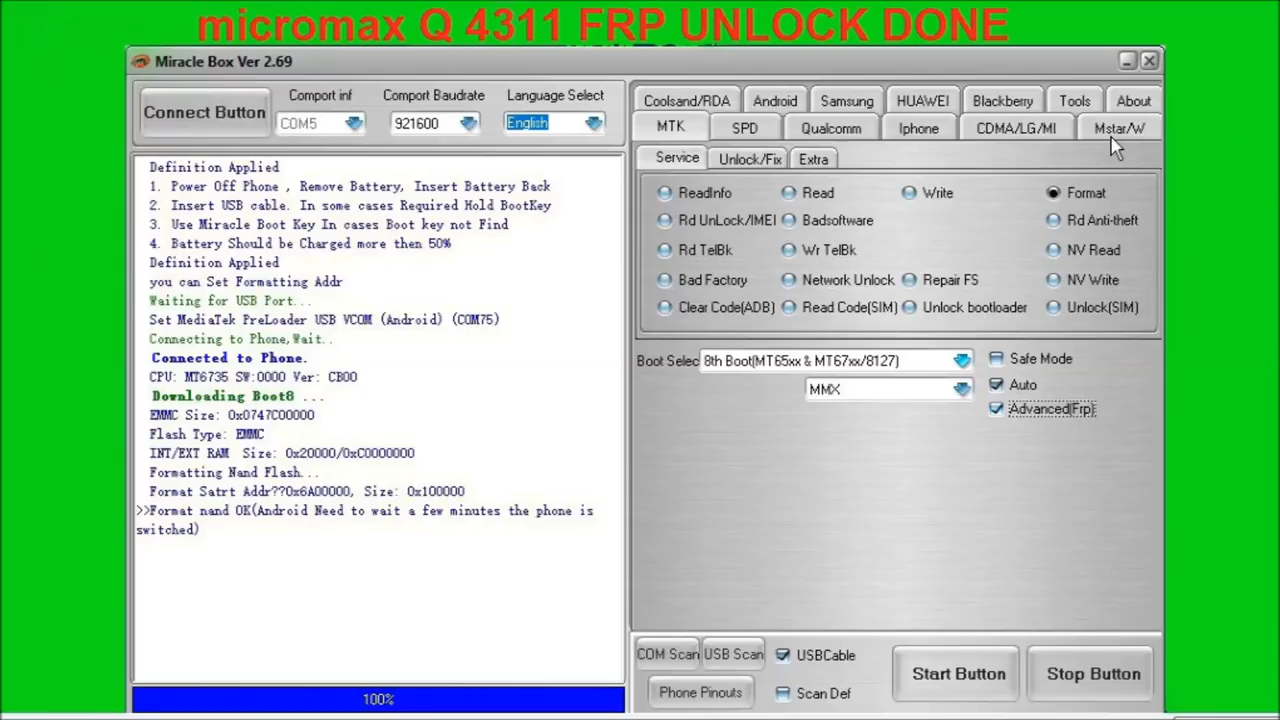 micromax Q 4311 FRP UNLOCK DONE
Miracle Box Ver 2.69
Connect Button
Comport inf
Comport Baudrate
Language Select
COM5
921600
English
Definition Applied
1. Power Off Phone , Remove Battery, Insert Battery Back
2. Insert USB cable. In some cases Required Hold BootKey
3. Use Miracle Boot Key In cases Boot key not Find
4. Battery Should be Charged more then 50%
Definition Applied
you can Set Formatting Addr
Waiting for USB Port...
Set MediaTek PreLoader USB VCOM (Android) (COM75)
Connecting to Phone,Wait..
Connected to Phone.
CPU: MT6735 SW:0000 Ver: CB00
Downloading Boot8 ...
EMMC Size: 0x0747C00000
Flash Type: EMMC
INT/EXT RAM Size: 0x20000/0xC0000000
Formatting Nand Flash...
Format Satrt Addr??0x6A00000, Size: 0x100000
>>Format nand OK(Android Need to wait a few minutes the phone is
switched)
100%
Coolsand/RDA Android Samsung HUAWEI Blackberry Tools About
MTK SPD Qualcomm Iphone CDMA/LG/MI Mstar/W
Service Unlock/Fix Extra
ReadInfo Read Write Format
Rd UnLock/IMEI Badsoftware Rd Anti-theft
Rd TelBk Wr TelBk NV Read
Bad Factory Network Unlock Repair FS NV Write
Clear Code(ADB) Read Code(SIM) Unlock bootloader Unlock(SIM)
Boot Selec 8th Boot(MT65xx & MT67xx/8127) Safe Mode
MMX Auto
Advanced(Frp)
COM Scan USB Scan USBCable
Phone Pinouts Scan Def
Start Button Stop Button